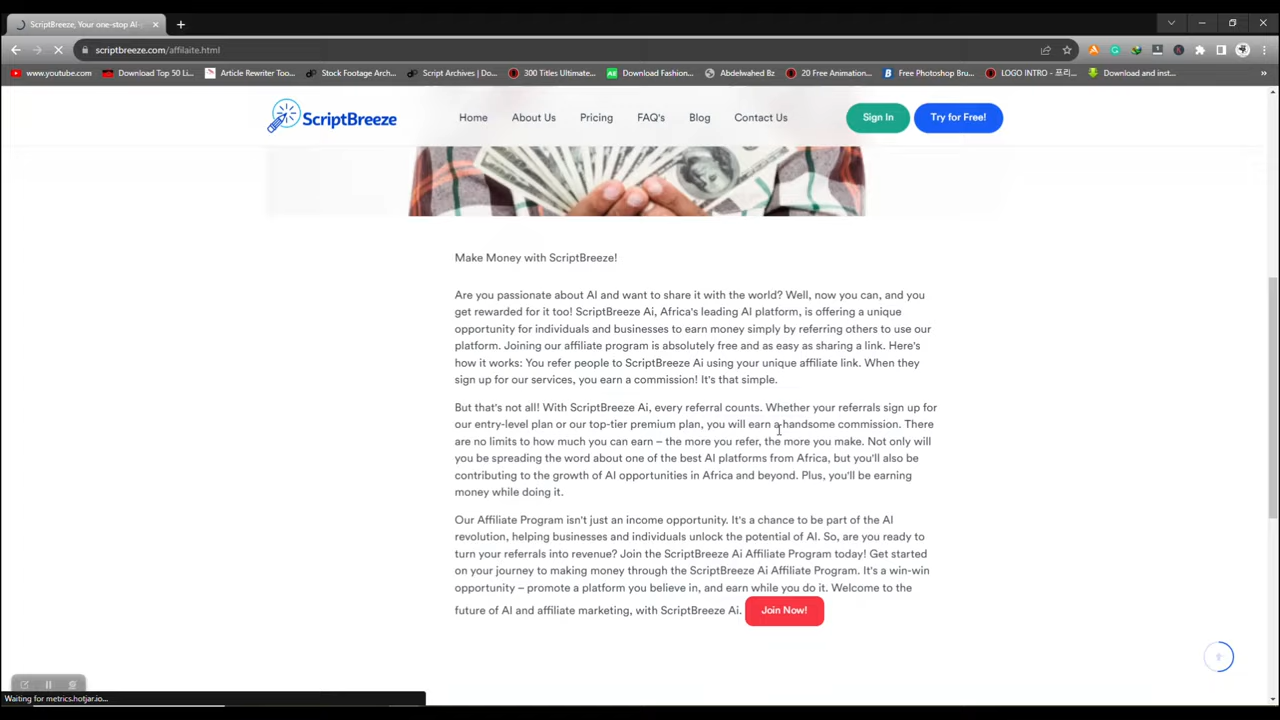 ScriptBreeze, Your one-stop AI-
scriptbreeze.com/affilaite.html
www.youtube.com
Download Top 50 Li...
Article Rewriter Too...
Stock Footage Arch...
Script Archives | Do...
300 Titles Ultimate...
Download Fashion...
Abdelwahed Bz
20 Free Animation...
Free Photoshop Bru...
LOGO INTRO - 프리...
Download and inst...
ScriptBreeze
Home
About Us
Pricing
FAQ's
Blog
Contact Us
Sign In
Try for Free!
Make Money with ScriptBreeze!
Are you passionate about AI and want to share it with the world? Well, now you can, and you
get rewarded for it too! ScriptBreeze Ai, Africa's leading AI platform, is offering a unique
opportunity for individuals and businesses to earn money simply by referring others to use our
platform. Joining our affiliate program is absolutely free and as easy as sharing a link. Here's
how it works: You refer people to ScriptBreeze Ai using your unique affiliate link. When they
sign up for our services, you earn a commission! It's that simple.
But that's not all! With ScriptBreeze Ai, every referral counts. Whether your referrals sign up for
our entry-level plan or our top-tier premium plan, you will earn a handsome commission. There
are no limits to how much you can earn – the more you refer, the more you make. Not only will
you be spreading the word about one of the best AI platforms from Africa, but you'll also be
contributing to the growth of AI opportunities in Africa and beyond. Plus, you'll be earning
money while doing it.
Our Affiliate Program isn't just an income opportunity. It's a chance to be part of the AI
revolution, helping businesses and individuals unlock the potential of AI. So, are you ready to
turn your referrals into revenue? Join the ScriptBreeze Ai Affiliate Program today! Get started
on your journey to making money through the ScriptBreeze Ai Affiliate Program. It's a win-win
opportunity – promote a platform you believe in, and earn while you do it. Welcome to the
future of AI and affiliate marketing, with ScriptBreeze Ai. Join Now!
Waiting for metrics.hotjar.io...